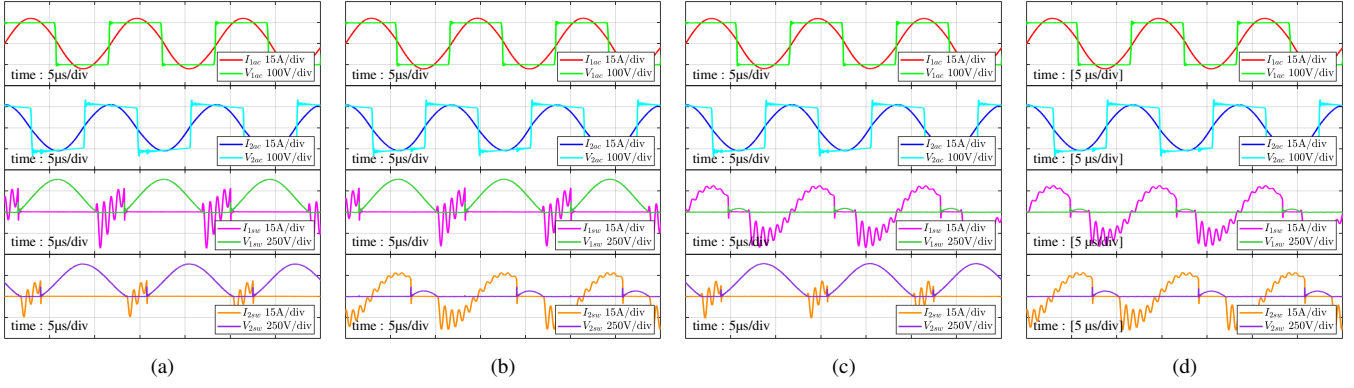 I1ac 15A/div
V1ac 100V/div
time : 5µs/div
I2ac 15A/div
V2ac 100V/div
time : 5µs/div
I1sw 15A/div
V1sw 250V/div
time : 5µs/div
I2sw 15A/div
V2sw 250V/div
time : 5µs/div
(a)
I1ac 15A/div
V1ac 100V/div
time : 5µs/div
I2ac 15A/div
V2ac 100V/div
time : 5µs/div
I1sw 15A/div
V1sw 250V/div
time : 5µs/div
I2sw 15A/div
V2sw 250V/div
time : 5µs/div
(b)
I1ac 15A/div
V1ac 100V/div
time : 5µs/div
I2ac 15A/div
V2ac 100V/div
time : 5µs/div
I1sw 15A/div
V1sw 250V/div
time : 5µs/div
I2sw 15A/div
V2sw 250V/div
time : 5µs/div
(c)
I1ac 15A/div
V1ac 100V/div
time : [5 µs/div]
I2ac 15A/div
V2ac 100V/div
time : [5 µs/div]
I1sw 15A/div
V1sw 250V/div
time : [5 µs/div]
I2sw 15A/div
V2sw 250V/div
time : [5 µs/div]
(d)